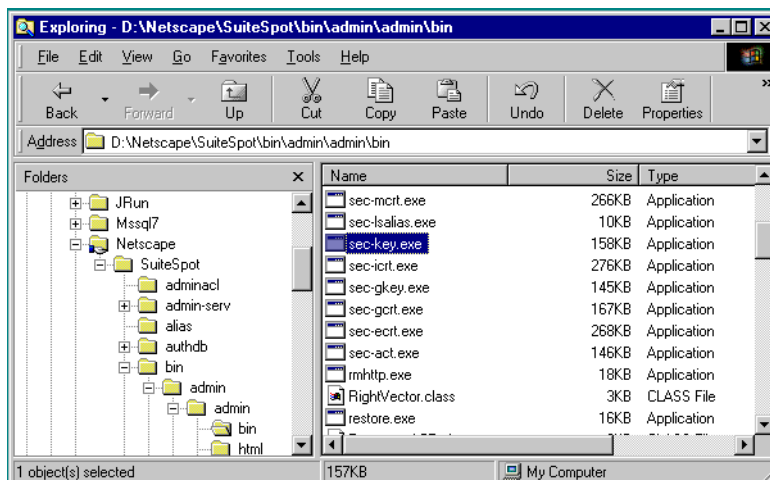 Exploring - D:\Netscape\SuiteSpot\bin\admin\admin\bin
File Edit View Go Favorites Tools Help
Back Forward Up Cut Copy Paste Undo Delete Properties »
Address D:\Netscape\SuiteSpot\bin\admin\admin\bin
Folders
JRun
Mssql7
Netscape
SuiteSpot
adminacl
admin-serv
alias
authdb
bin
admin
admin
bin
html
Name Size Type
sec-mcrt.exe 266KB Application
sec-lsalias.exe 10KB Application
sec-key.exe 158KB Application
sec-icrt.exe 276KB Application
sec-gkey.exe 145KB Application
sec-gcrt.exe 167KB Application
sec-ecrt.exe 268KB Application
sec-act.exe 146KB Application
rmhttp.exe 18KB Application
RightVector.class 3KB CLASS File
restore.exe 16KB Application
1 object(s) selected 157KB My Computer